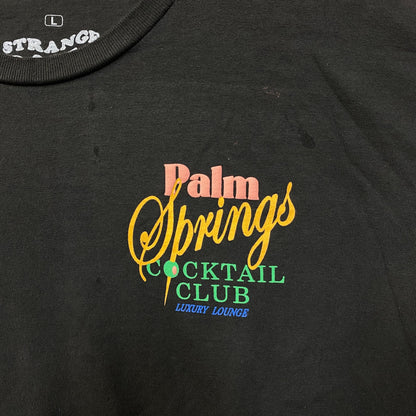 L
STRANGE
Palm
Springs
COCKTAIL
CLUB
LUXURY LOUNGE